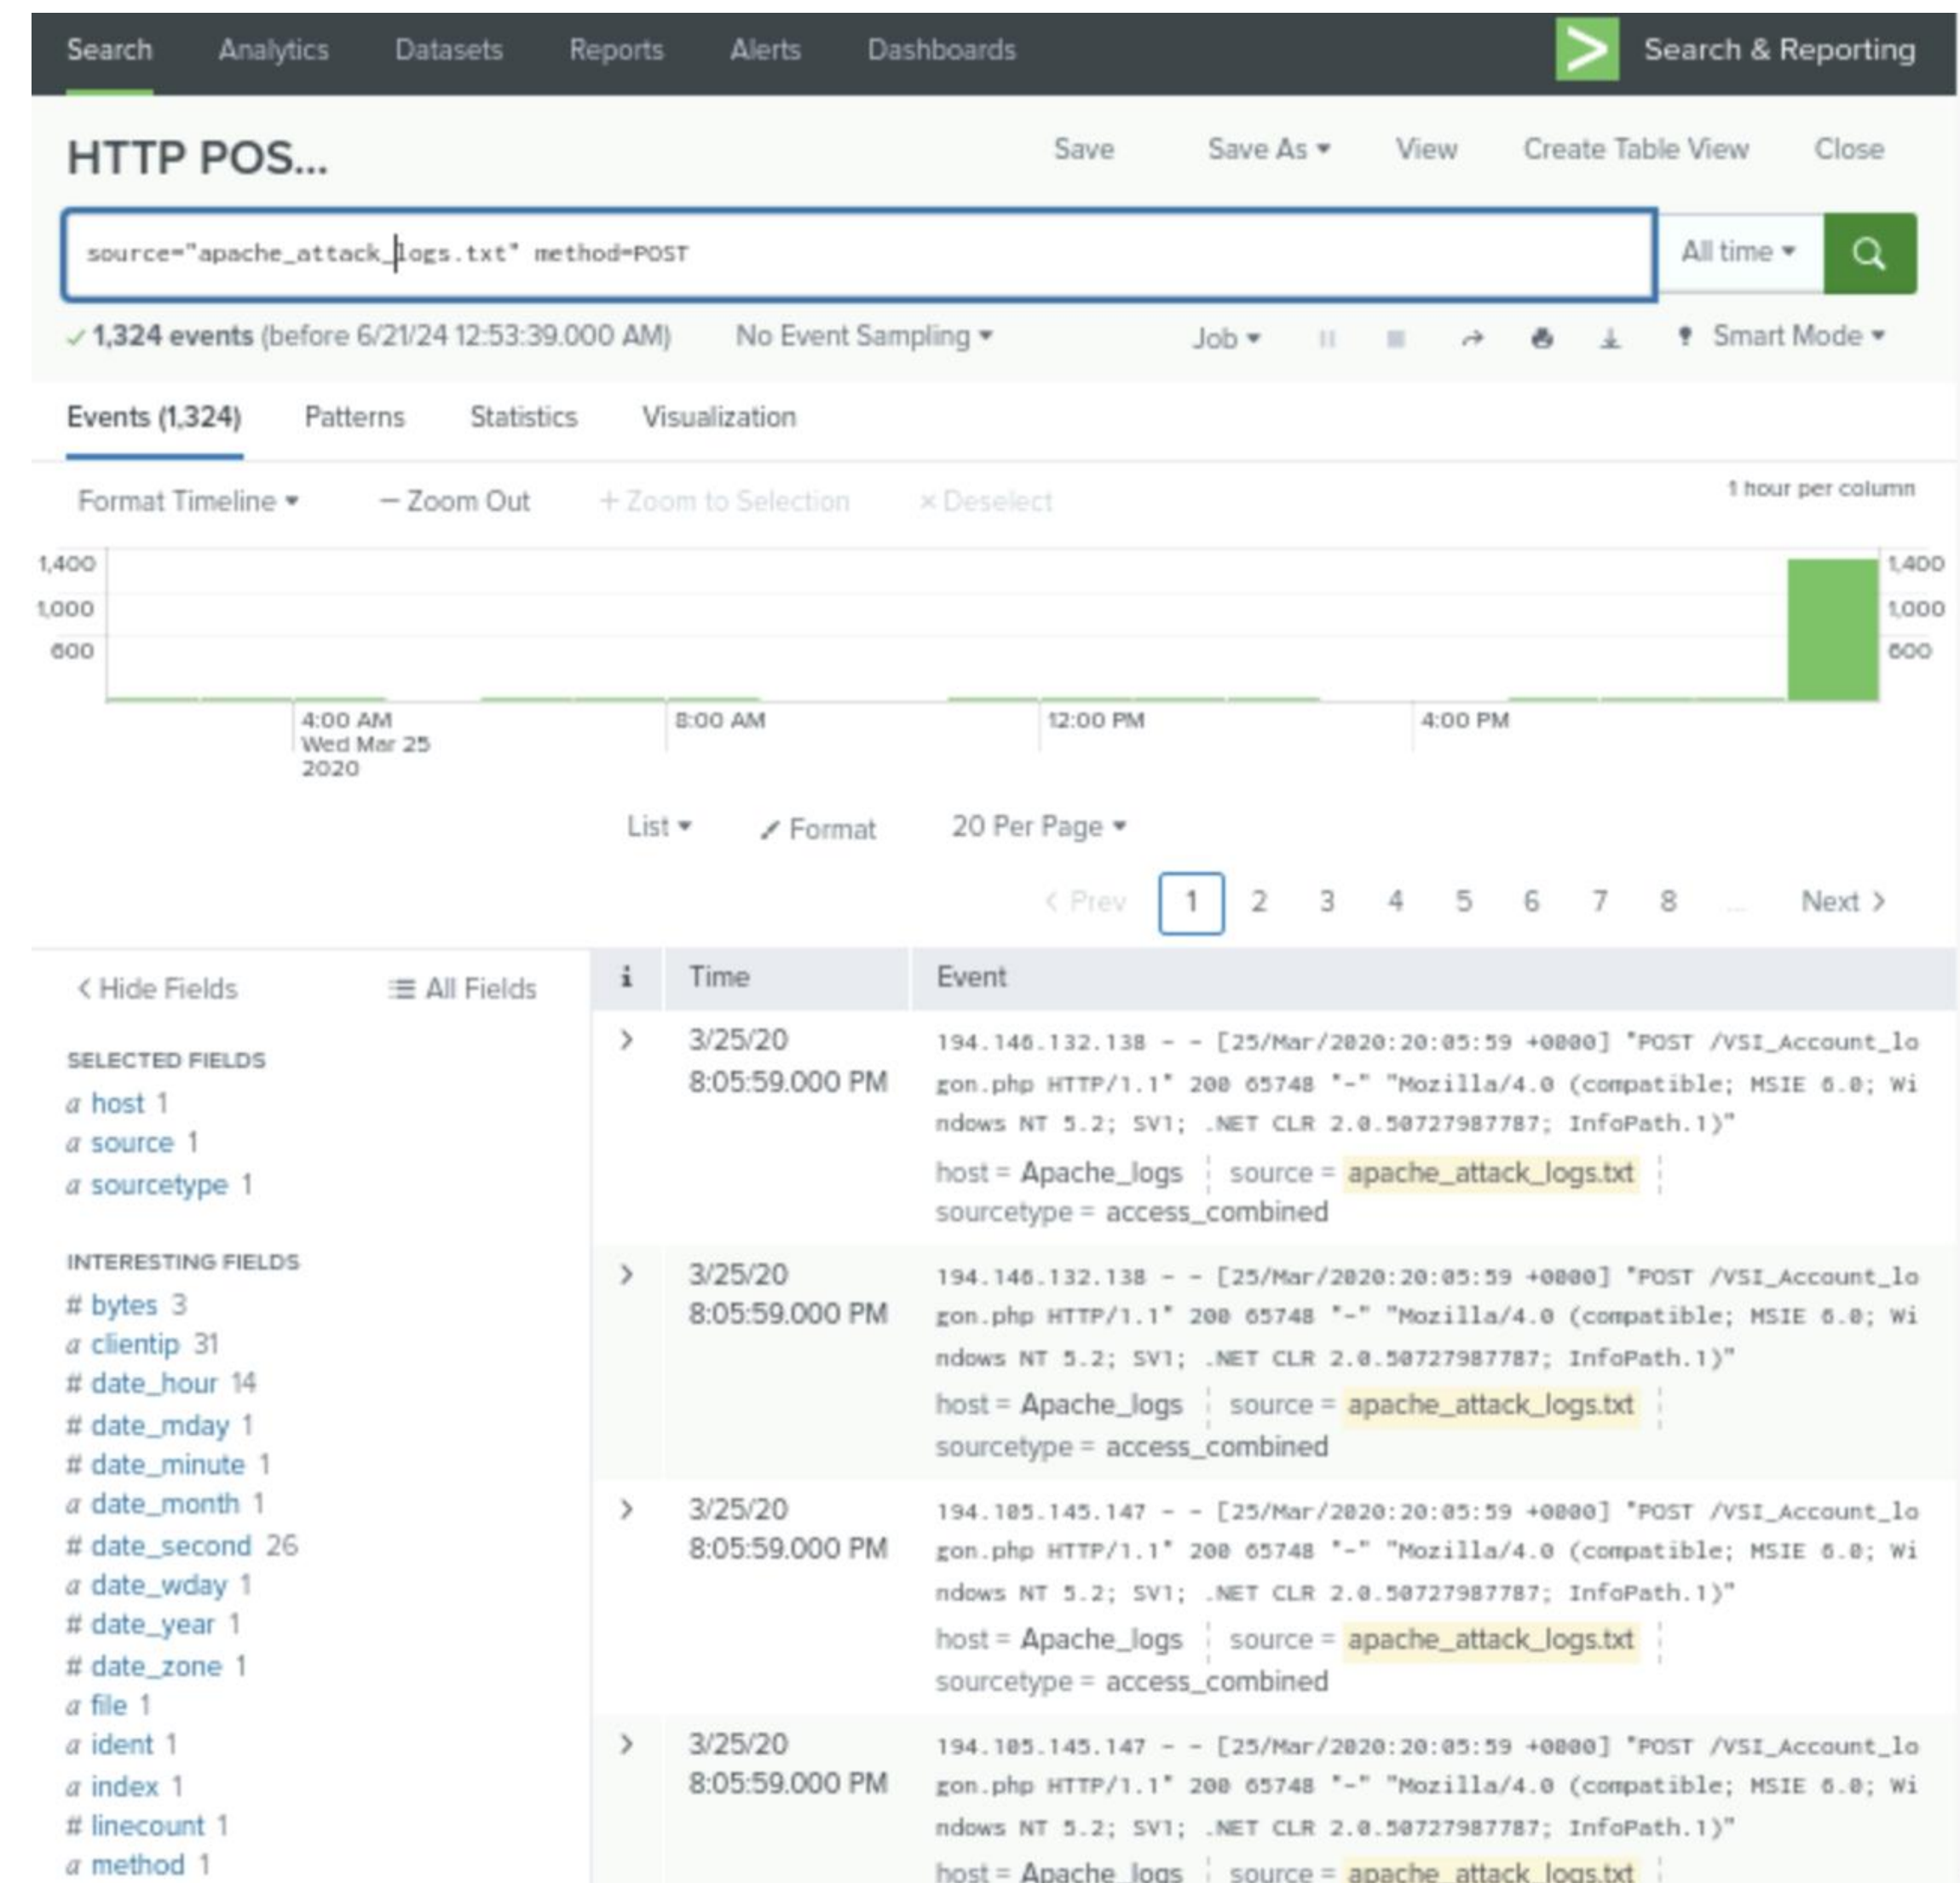 Search Analytics Datasets Reports Alerts Dashboards Search & Reporting
HTTP POS...
Save Save As View Create Table View Close
source="apache_attack_logs.txt" method=POST
All time
1,324 events (before 6/21/24 12:53:39.000 AM) No Event Sampling Job Smart Mode
Events (1,324) Patterns Statistics Visualization
Format Timeline — Zoom Out + Zoom to Selection × Deselect
1 hour per column
1,400 1,400
1,000 1,000
600 600
4:00 AM 8:00 AM 12:00 PM 4:00 PM
Wed Mar 25
2020
List Format 20 Per Page
< Prev 1 2 3 4 5 6 7 8 ... Next >
< Hide Fields All Fields
SELECTED FIELDS
a host 1
a source 1
a sourcetype 1
INTERESTING FIELDS
# bytes 3
a clientip 31
# date_hour 14
# date_mday 1
# date_minute 1
a date_month 1
# date_second 26
a date_wday 1
# date_year 1
# date_zone 1
a file 1
a ident 1
a index 1
# linecount 1
a method 1
i Time Event
> 3/25/20
8:05:59.000 PM
194.146.132.138 - - [25/Mar/2020:20:05:59 +0000] "POST /VSI_Account_lo
gon.php HTTP/1.1" 200 65748 "-" "Mozilla/4.0 (compatible; MSIE 6.0; Wi
ndows NT 5.2; SV1; .NET CLR 2.0.50727987787; InfoPath.1)"
host = Apache_logs source = apache_attack_logs.txt
sourcetype = access_combined
> 3/25/20
8:05:59.000 PM
194.146.132.138 - - [25/Mar/2020:20:05:59 +0000] "POST /VSI_Account_lo
gon.php HTTP/1.1" 200 65748 "-" "Mozilla/4.0 (compatible; MSIE 6.0; Wi
ndows NT 5.2; SV1; .NET CLR 2.0.50727987787; InfoPath.1)"
host = Apache_logs source = apache_attack_logs.txt
sourcetype = access_combined
> 3/25/20
8:05:59.000 PM
194.105.145.147 - - [25/Mar/2020:20:05:59 +0000] "POST /VSI_Account_lo
gon.php HTTP/1.1" 200 65748 "-" "Mozilla/4.0 (compatible; MSIE 6.0; Wi
ndows NT 5.2; SV1; .NET CLR 2.0.50727987787; InfoPath.1)"
host = Apache_logs source = apache_attack_logs.txt
sourcetype = access_combined
> 3/25/20
8:05:59.000 PM
194.105.145.147 - - [25/Mar/2020:20:05:59 +0000] "POST /VSI_Account_lo
gon.php HTTP/1.1" 200 65748 "-" "Mozilla/4.0 (compatible; MSIE 6.0; Wi
ndows NT 5.2; SV1; .NET CLR 2.0.50727987787; InfoPath.1)"
host = Apache_logs source = apache_attack_logs.txt